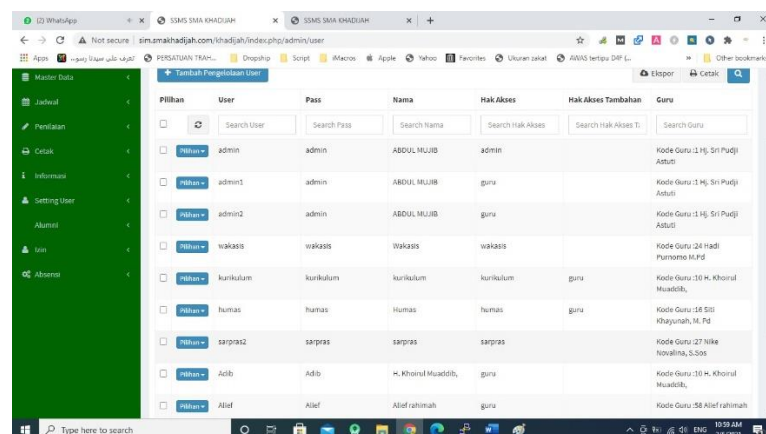 (2) WhatsApp
SSMS SMA KHADIJAH
SSMS SMA KHADIJAH
Not secure | sim.smakhadijah.com/khadijah/index.php/admin/user
Apps
PERSATUAN TRAH...
Dropship
Script
iMacros
Apple
Yahoo
Favorites
Ukuran zakat
AWAS tertipu D4F (...
Other bookmarks
Master Data
Jadwal
Penilaian
Cetak
Informasi
Setting User
Alumni
Izin
Absensi
+ Tambah Pengelolaan User
Ekspor Cetak
Pilihan User Pass Nama Hak Akses Hak Akses Tambahan Guru
Search User Search Pass Search Nama Search Hak Akses Search Hak Akses T: Search Guru
Pilihan admin admin ABDUL MUJIB admin Kode Guru :1 Hj. Sri Pudji
Astuti
Pilihan admin1 admin ABDUL MUJIB guru Kode Guru :1 Hj. Sri Pudji
Astuti
Pilihan admin2 admin ABDUL MUJIB guru Kode Guru :1 Hj. Sri Pudji
Astuti
Pilihan wakasis wakasis Wakasis wakasis Kode Guru :24 Hadi
Purnomo M.Pd
Pilihan kurikulum kurikulum kurikulum kurikulum guru Kode Guru :10 H. Khoirul
Muaddib,
Pilihan humas humas Humas humas guru Kode Guru :16 Siti
Khayunah, M. Pd
Pilihan sarpras2 sarpras sarpras sarpras Kode Guru :27 Nike
Novalina, S.Sos
Pilihan Adib Adib H. Khoirul Muaddib, guru Kode Guru :10 H. Khoirul
Muaddib,
Pilihan Alief Alief Alief rahimah guru Kode Guru :58 Alief rahimah
Type here to search
ENG
10:59 AM